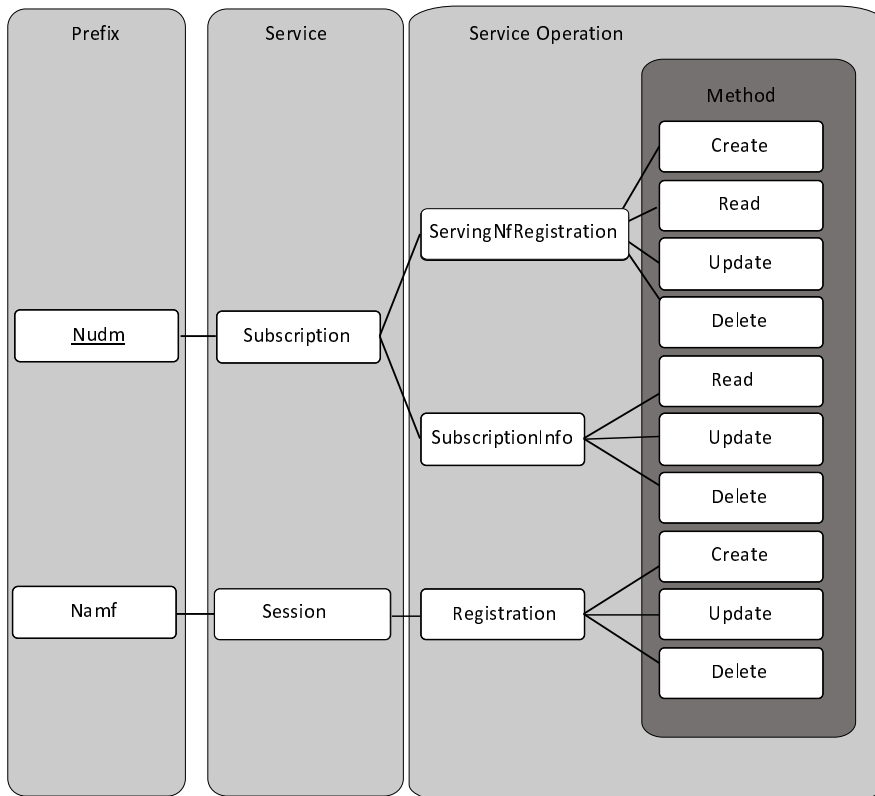 Prefix
Service
Service Operation
Method
Create
Read
ServingNfRegistration
Update
Delete
Nudm
Subscription
Read
SubscriptionInfo
Update
Delete
Create
Namf
Session
Registration
Update
Delete